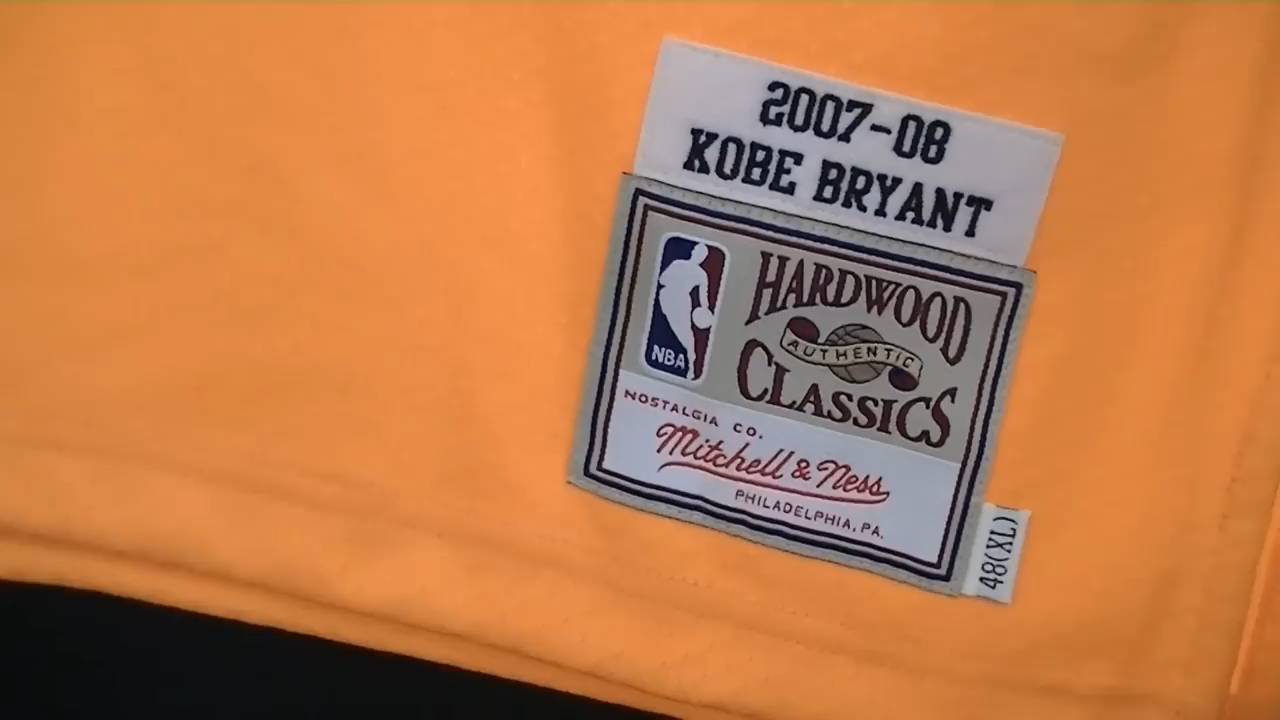 2007-08
KOBE BRYANT
NBA
HARDWOOD
AUTHENTIC
CLASSICS
NOSTALGIA CO.
Mitchell & Ness
PHILADELPHIA, PA.
48(XL)